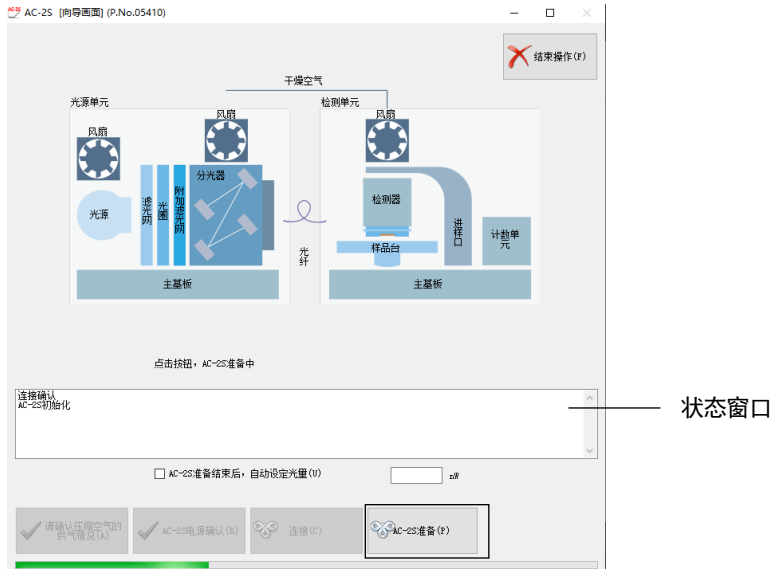 AC-2S [向导画面] (P.No.05410)
结束操作(F)
干燥空气
光源单元
检测单元
风扇
风扇
风扇
光源
滤光网
光圈
附加滤光网
分光器
光纤
检测器
样品台
进样口
计数单元
主基板
主基板
点击按钮，AC-2S准备中
连接确认
AC-2S初始化
状态窗口
AC-2S准备结束后，自动设定光量(U)
nW
请确认压缩空气的
供气情况(A)
AC-2S电源确认(R)
连接(C)
AC-2S准备(P)